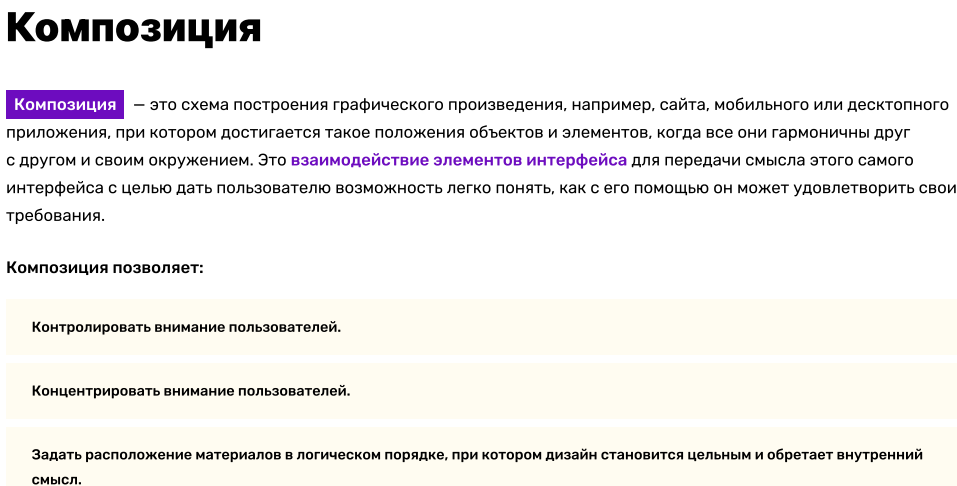 Композиция
Композиция — это схема построения графического произведения, например, сайта, мобильного или десктопного
приложения, при котором достигается такое положения объектов и элементов, когда все они гармоничны друг
с другом и своим окружением. Это взаимодействие элементов интерфейса для передачи смысла этого самого
интерфейса с целью дать пользователю возможность легко понять, как с его помощью он может удовлетворить свои
требования.
Композиция позволяет:
Контролировать внимание пользователей.
Концентрировать внимание пользователей.
Задать расположение материалов в логическом порядке, при котором дизайн становится цельным и обретает внутренний
смысл.